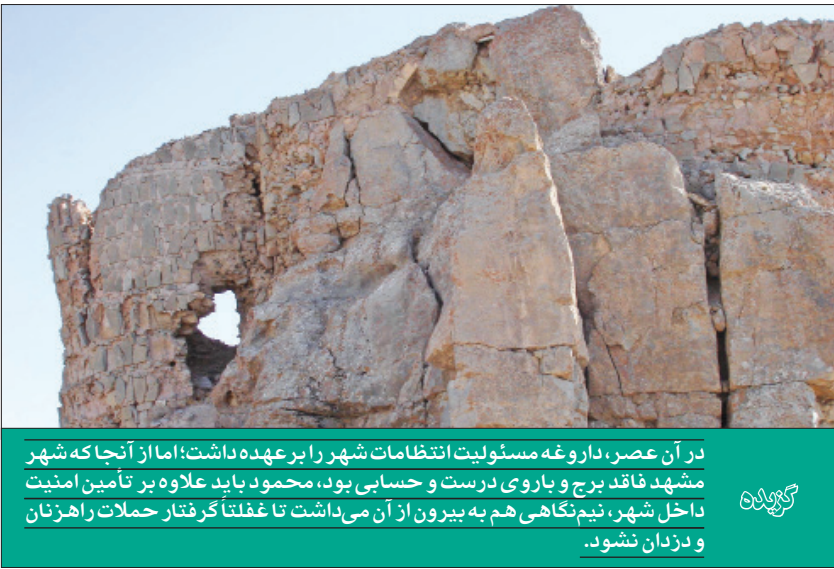 گزیده
در آن عصر، داروغه مسئولیت انتظامات شهر را بر عهده داشت؛ اما از آنجا که شهر
مشهد فاقد برج و باروی درست و حسابی بود، محمود باید علاوه بر تأمین امنیت
داخل شهر، نیم‌نگاهی هم به بیرون از آن می‌داشت تا غفلتاً گرفتار حملات راهزنان
و دزدان نشود.